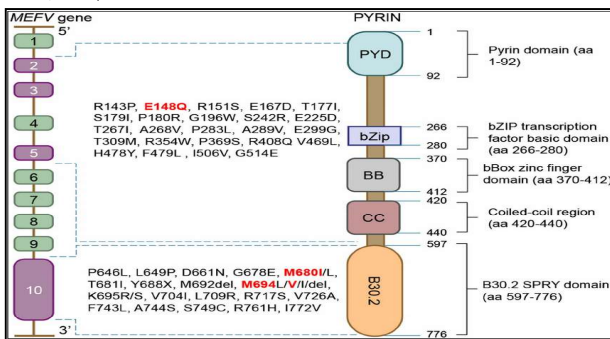 MEFV gene
PYRIN
5'
1
2
3
4
5
6
7
8
9
10
3'
R143P, E148Q, R151S, E167D, T177I,
S179I, P180R, G196W, S242R, E225D,
T267I, A268V, P283L, A289V, E299G,
T309M, R354W, P369S, R408Q V469L,
H478Y, F479L , I506V, G514E
P646L, L649P, D661N, G678E, M680I/L,
T681I, Y688X, M692del, M694L/V/I/del,
K695R/S, V704I, L709R, R717S, V726A,
F743L, A744S, S749C, R761H, I772V
PYD
bZip
BB
CC
B30.2
1
92
266
280
370
412
420
440
597
776
Pyrin domain (aa
1-92)
bZIP transcription
factor basic domain
(aa 266-280)
bBox zinc finger
domain (aa 370-412)
Coiled-coil region
(aa 420-440)
B30.2 SPRY domain
(aa 597-776)